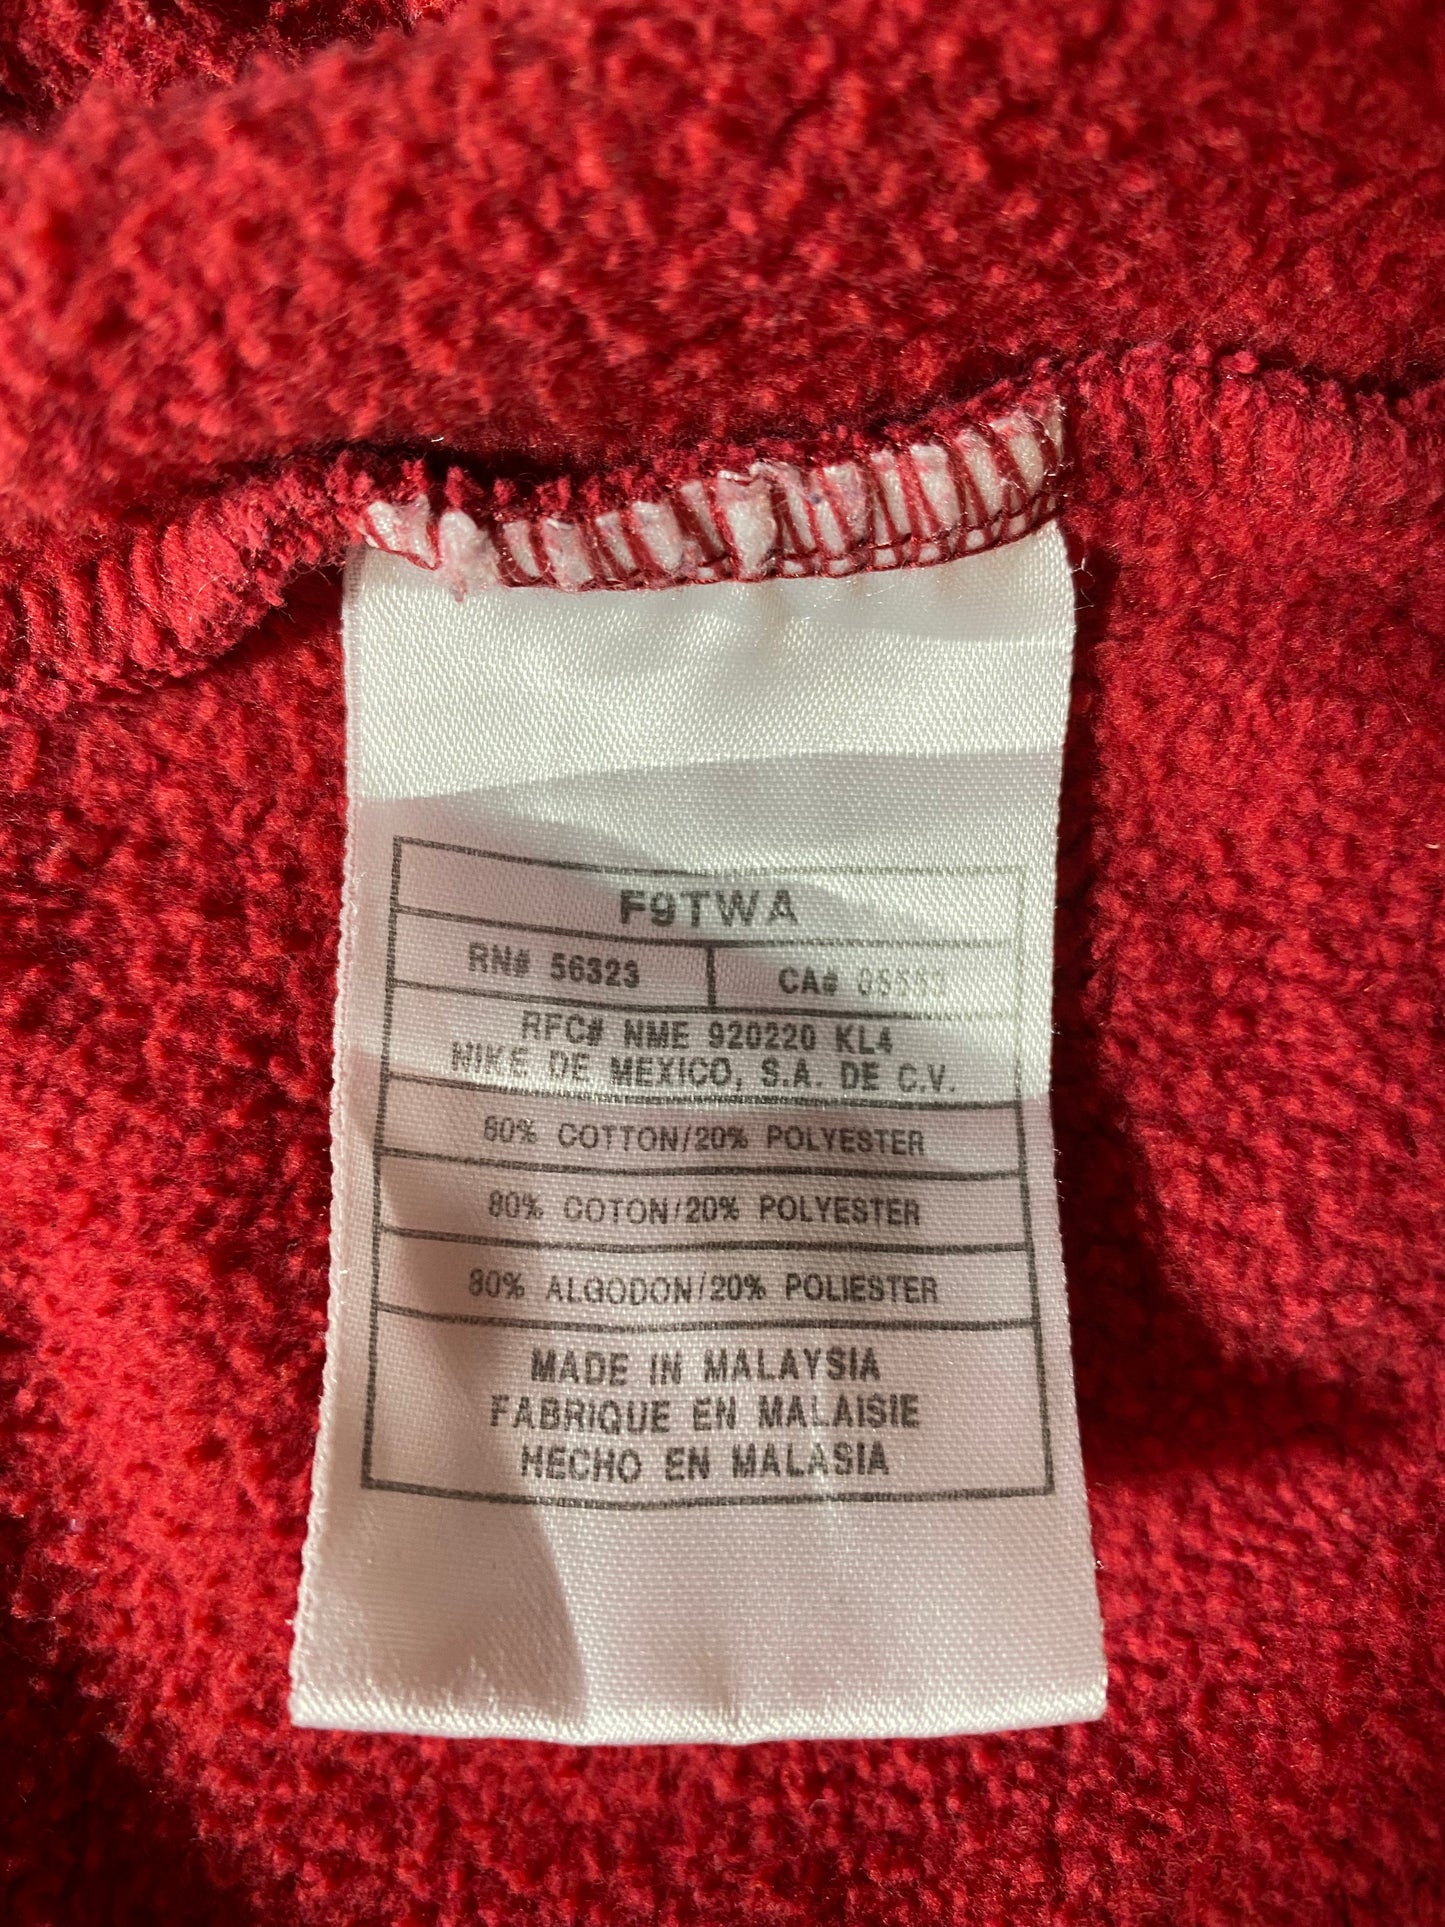 F9TWA
RN# 56323
CA# 05553
RFC# NME 920220 KL4
NIKE DE MEXICO, S.A. DE C.V.
80% COTTON/20% POLYESTER
80% COTON/20% POLYESTER
80% ALGODON/20% POLIESTER
MADE IN MALAYSIA
FABRIQUE EN MALAISIE
HECHO EN MALASIA